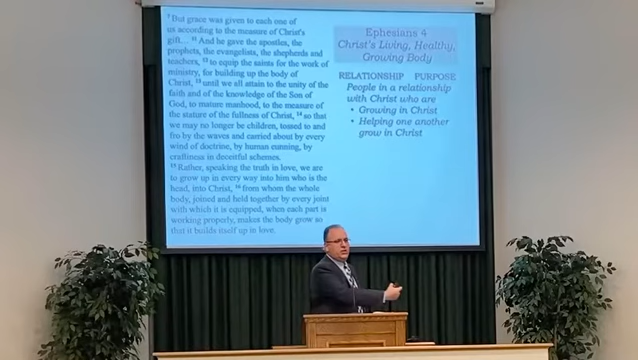 7 But grace was given to each one of
us according to the measure of Christ's
gift... 11 And he gave the apostles, the
prophets, the evangelists, the shepherds and
teachers, 12 to equip the saints for the work of
ministry, for building up the body of
Christ, 13 until we all attain to the unity of the
faith and of the knowledge of the Son of
God, to mature manhood, to the measure of
the stature of the fullness of Christ, 14 so that
we may no longer be children, tossed to and
fro by the waves and carried about by every
wind of doctrine, by human cunning, by
craftiness in deceitful schemes.
15 Rather, speaking the truth in love, we are
to grow up in every way into him who is the
head, into Christ, 16 from whom the whole
body, joined and held together by every joint
with which it is equipped, when each part is
working properly, makes the body grow so
that it builds itself up in love.
Ephesians 4
Christ's Living, Healthy,
Growing Body
RELATIONSHIP PURPOSE
People in a relationship
with Christ who are
• Growing in Christ
• Helping one another
grow in Christ